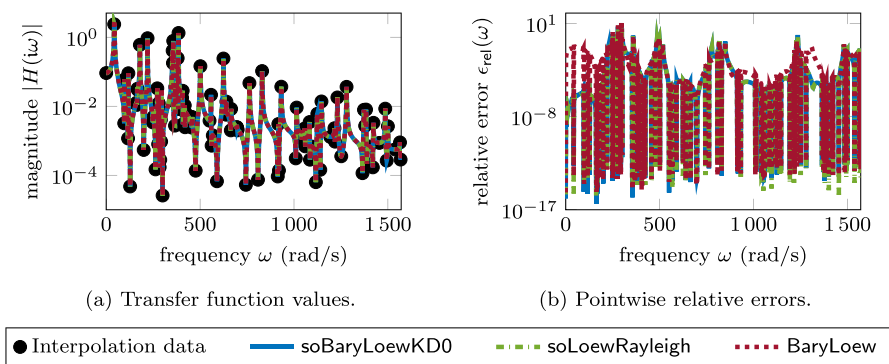 magnitude |H(iω)|
10^0
10^−2
10^−4
0 500 1 000 1 500
frequency ω (rad/s)
(a) Transfer function values.
relative error ϵ_rel(ω)
10^1
10^−8
10^−17
0 500 1 000 1 500
frequency ω (rad/s)
(b) Pointwise relative errors.
Interpolation data soBaryLoewKD0 soLoewRayleigh BaryLoew